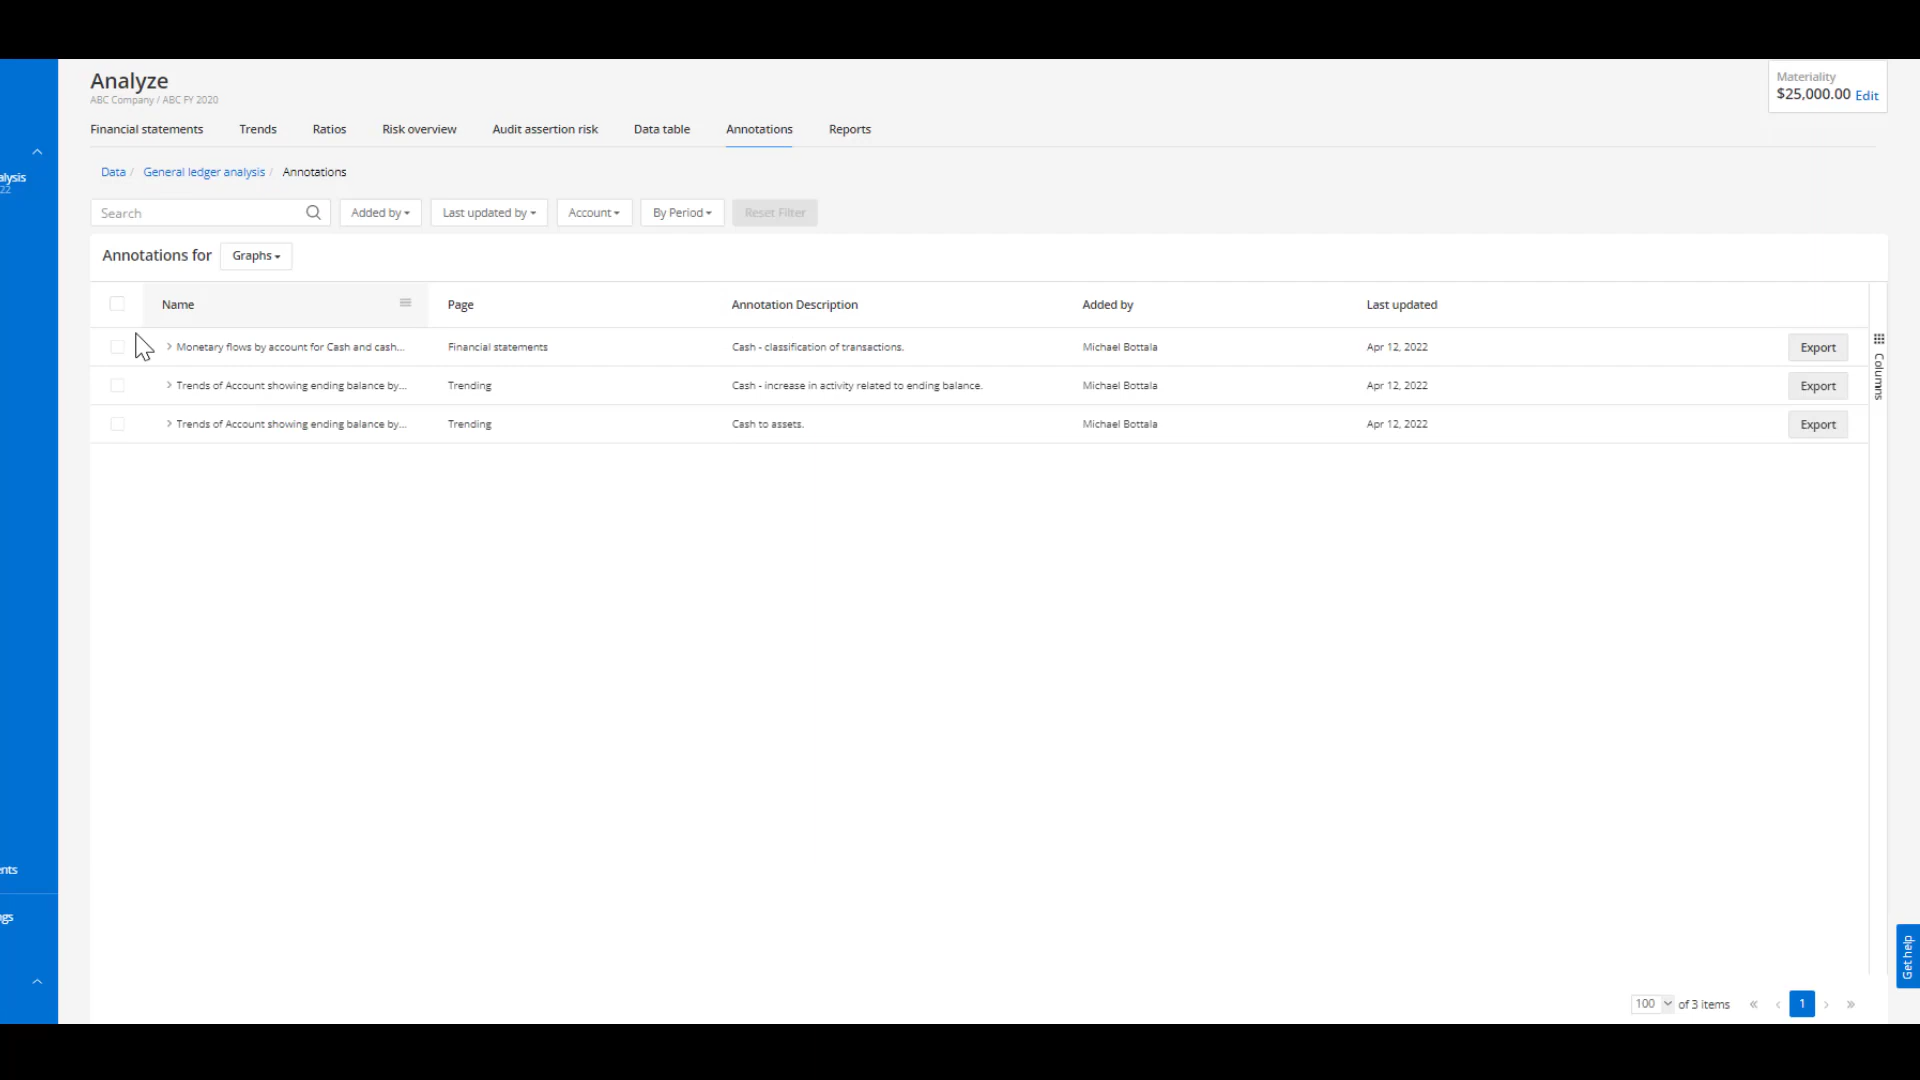 Analyze
ABC Company / ABC FY 2020
Materiality
$25,000.00 Edit
Financial statements Trends Ratios Risk overview Audit assertion risk Data table Annotations Reports
alysis
22
Data / General ledger analysis / Annotations
Search Added by Last updated by Account By Period Reset Filter
Annotations for Graphs
Name Page Annotation Description Added by Last updated
Monetary flows by account for Cash and cash... Financial statements Cash - classification of transactions. Michael Bottala Apr 12, 2022 Export
Trends of Account showing ending balance by... Trending Cash - increase in activity related to ending balance. Michael Bottala Apr 12, 2022 Export
Trends of Account showing ending balance by... Trending Cash to assets. Michael Bottala Apr 12, 2022 Export
Columns
ents
ngs
Get help
100 of 3 items « ‹ 1 › »